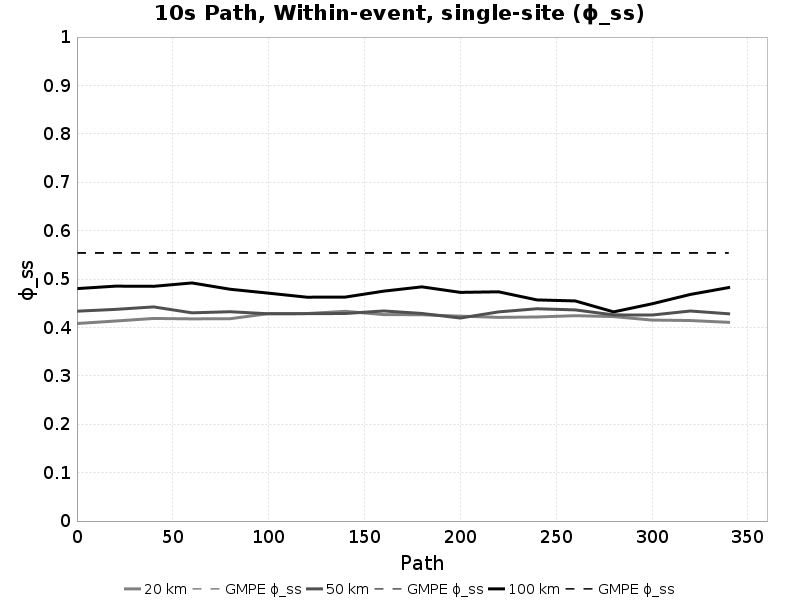 10s Path, Within-event, single-site (ϕ_ss)
1
0.9
0.8
0.7
0.6
0.5
0.4
0.3
0.2
0.1
0
ϕ_ss
0 50 100 150 200 250 300 350
Path
20 km GMPE ϕ_ss 50 km GMPE ϕ_ss 100 km GMPE ϕ_ss